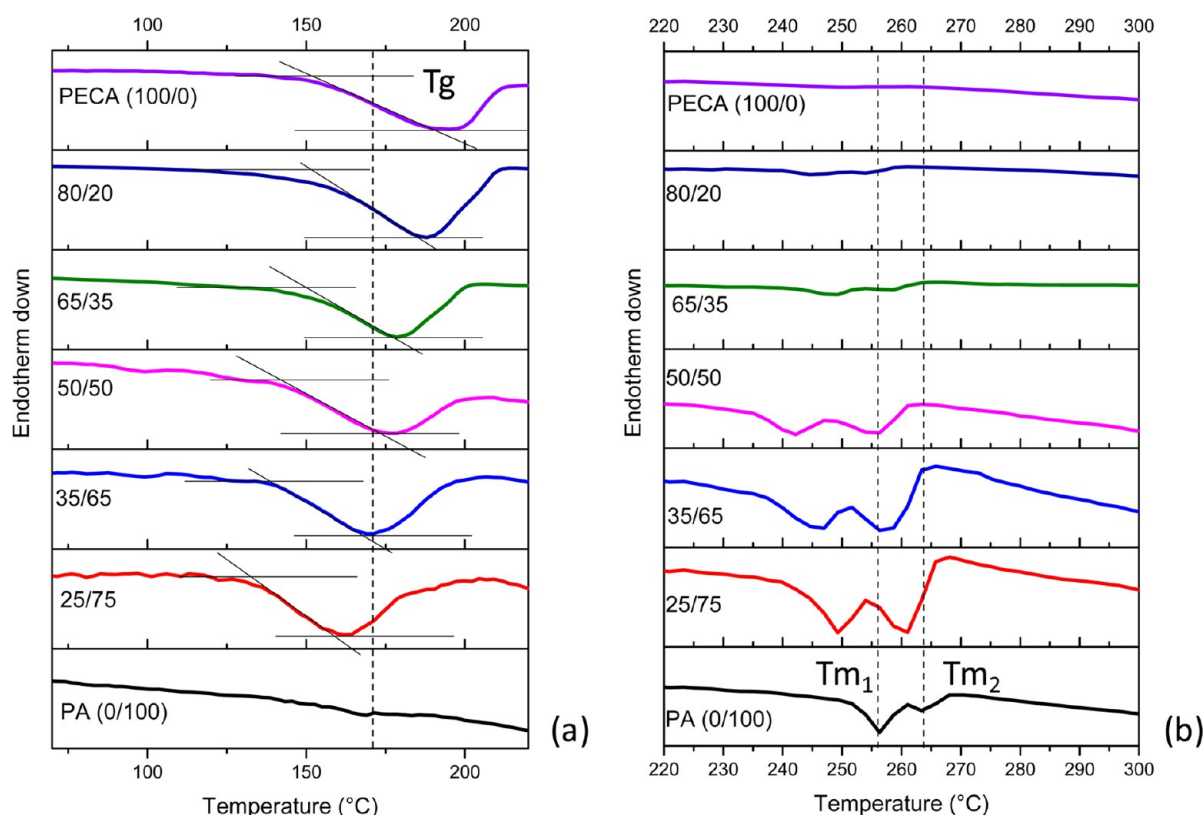 100 150 200
Endotherm down
PECA (100/0)
Tg
80/20
65/35
50/50
35/65
25/75
PA (0/100)
100 150 200
Temperature (°C)
(a)
220 230 240 250 260 270 280 290 300
Endotherm down
PECA (100/0)
80/20
65/35
50/50
35/65
25/75
Tm₁ Tm₂
PA (0/100)
220 230 240 250 260 270 280 290 300
Temperature (°C)
(b)